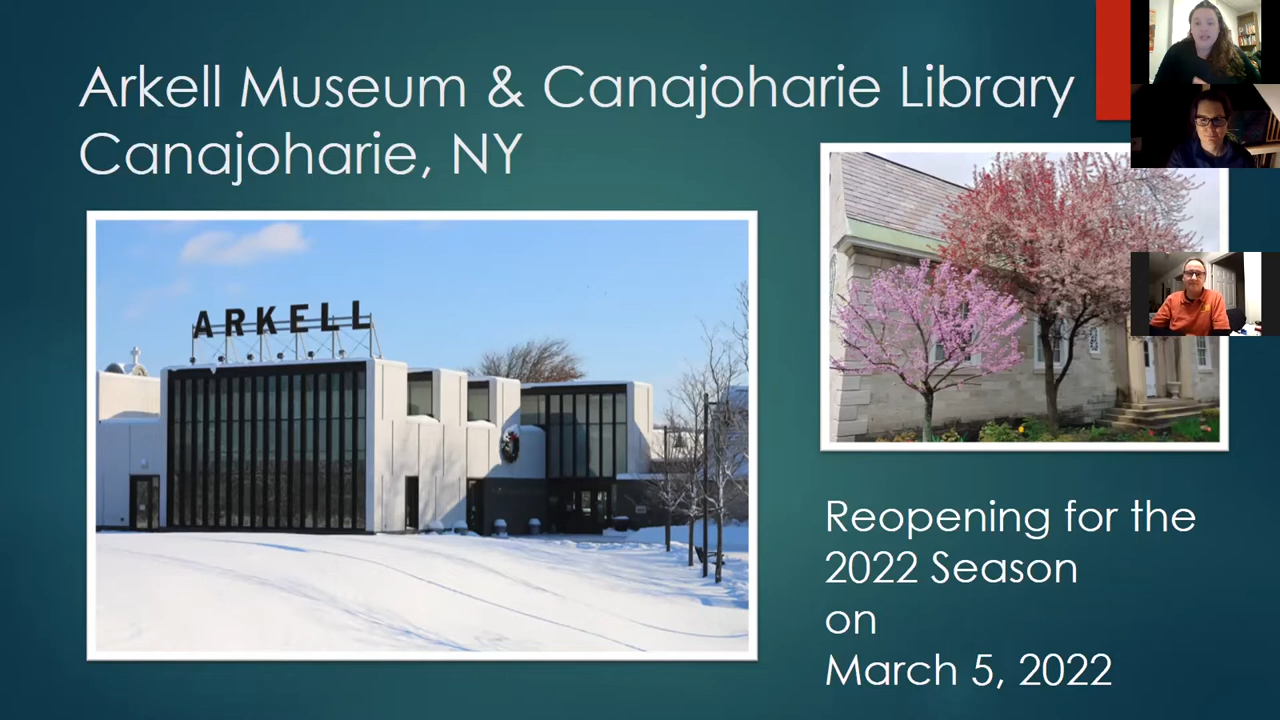 Arkell Museum & Canajoharie Library
Canajoharie, NY
ARKELL
Reopening for the
2022 Season
on
March 5, 2022